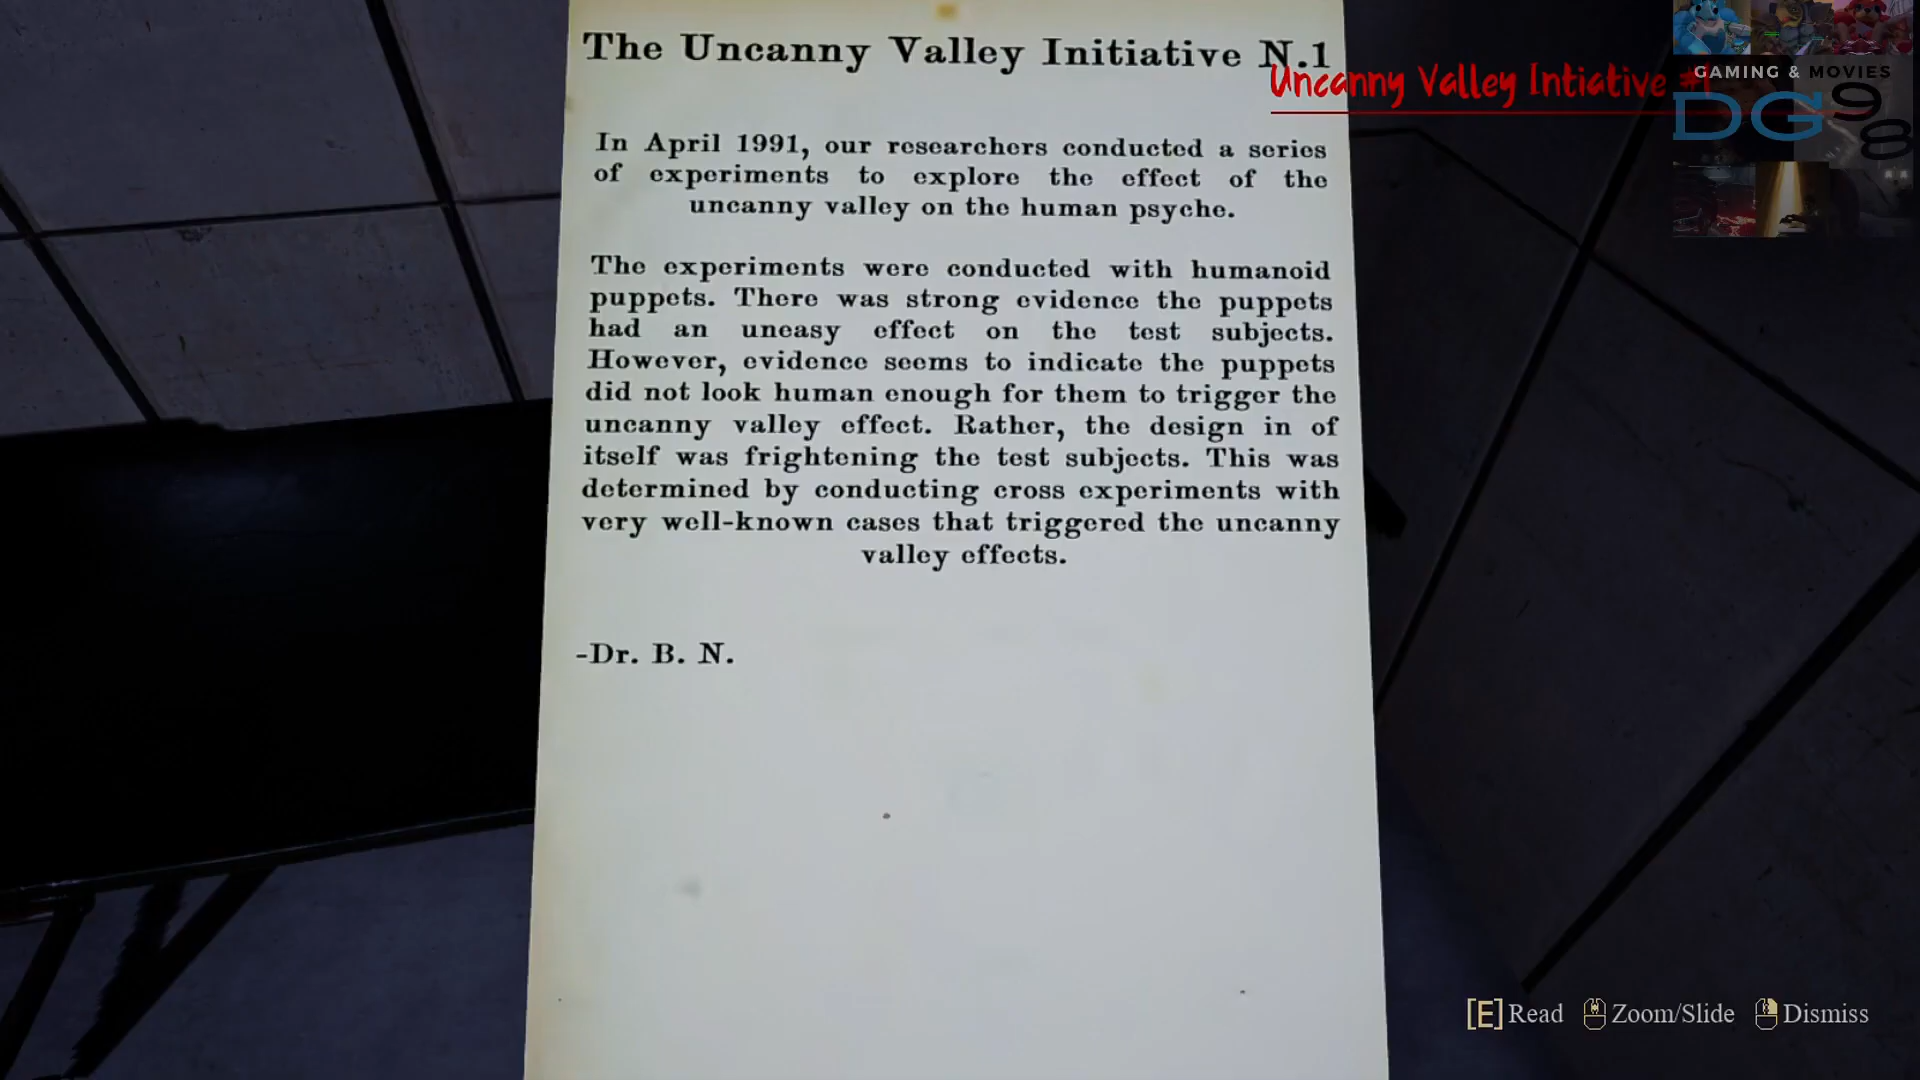 The Uncanny Valley Initiative N.1
Uncanny Valley Intiative #1
GAMING & MOVIES
DG98
In April 1991, our researchers conducted a series
of experiments to explore the effect of the
uncanny valley on the human psyche.
The experiments were conducted with humanoid
puppets. There was strong evidence the puppets
had an uneasy effect on the test subjects.
However, evidence seems to indicate the puppets
did not look human enough for them to trigger the
uncanny valley effect. Rather, the design in of
itself was frightening the test subjects. This was
determined by conducting cross experiments with
very well-known cases that triggered the uncanny
valley effects.
-Dr. B. N.
[E] Read Zoom/Slide Dismiss